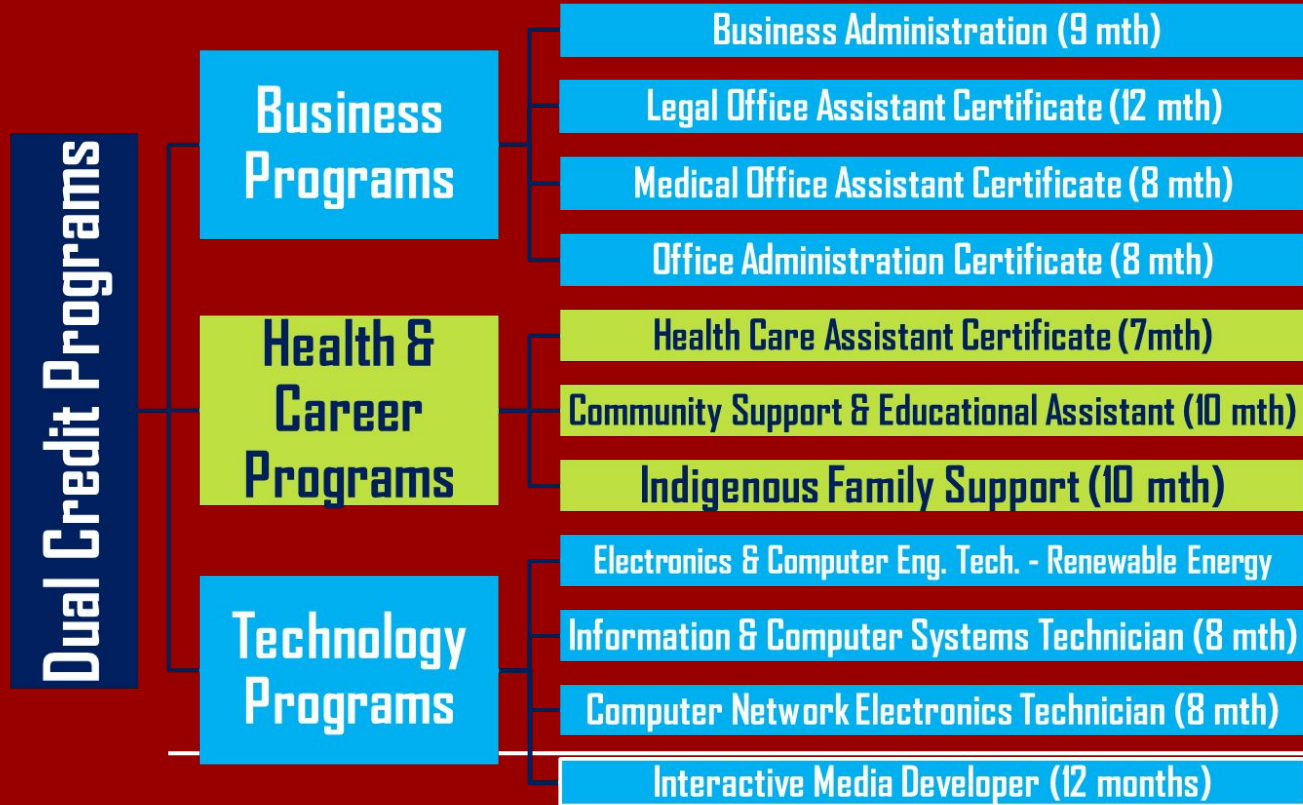 Dual Credit Programs
Business
Programs
Business Administration (9 mth)
Legal Office Assistant Certificate (12 mth)
Medical Office Assistant Certificate (8 mth)
Office Administration Certificate (8 mth)
Health &
Career
Programs
Health Care Assistant Certificate (7mth)
Community Support & Educational Assistant (10 mth)
Indigenous Family Support (10 mth)
Technology
Programs
Electronics & Computer Eng. Tech. - Renewable Energy
Information & Computer Systems Technician (8 mth)
Computer Network Electronics Technician (8 mth)
Interactive Media Developer (12 months)